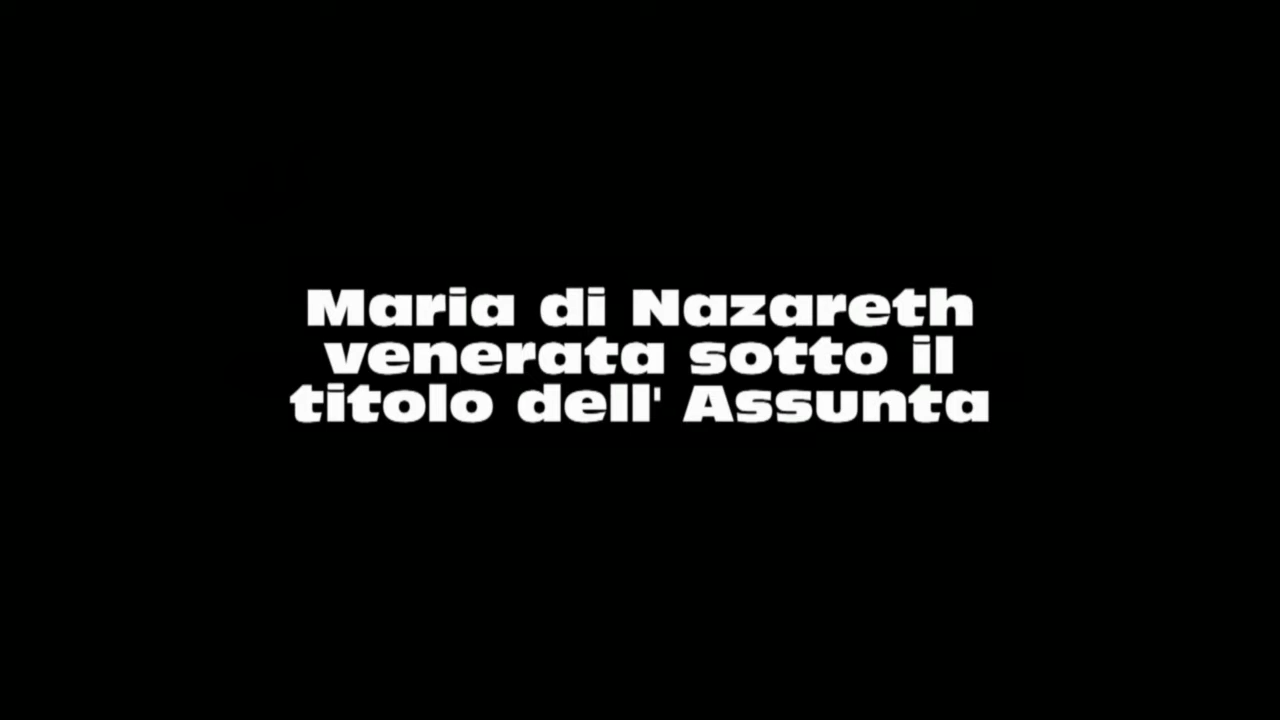 Maria di Nazareth
venerata sotto il
titolo dell' Assunta